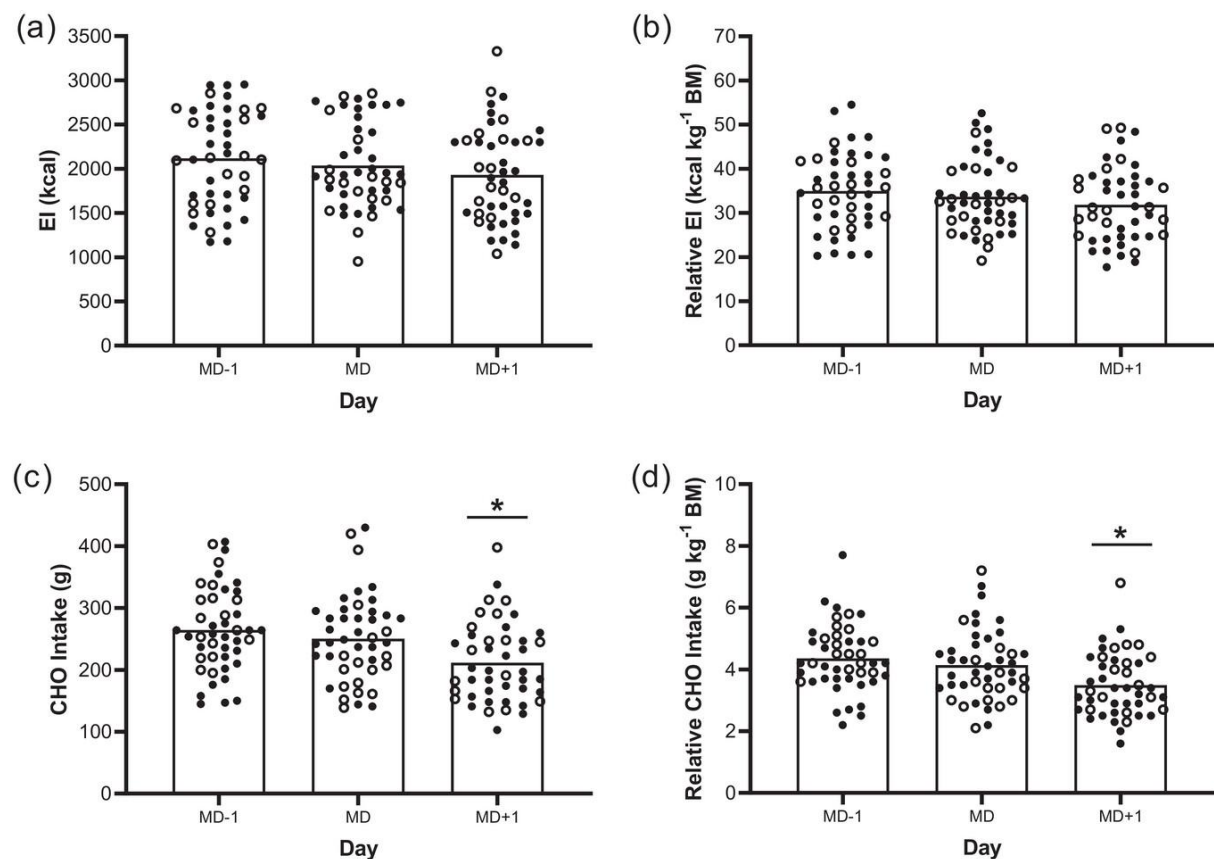 (a)
EI (kcal)
3500
3000
2500
2000
1500
1000
500
0
MD-1 MD MD+1
Day
(b)
Relative EI (kcal kg⁻¹ BM)
70
60
50
40
30
20
10
0
MD-1 MD MD+1
Day
(c)
CHO Intake (g)
500
400
300
200
100
0
*
MD-1 MD MD+1
Day
(d)
Relative CHO Intake (g kg⁻¹ BM)
10
8
6
4
2
0
*
MD-1 MD MD+1
Day